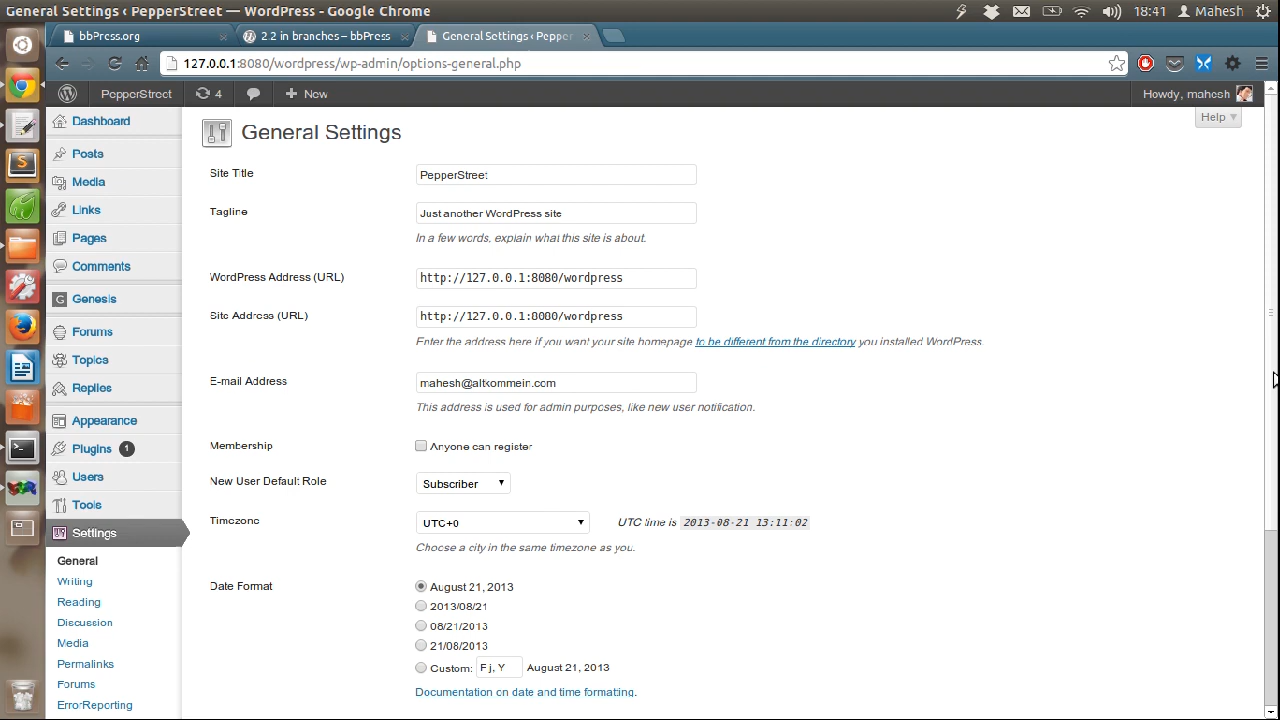 General Settings ‹ PepperStreet — WordPress - Google Chrome
18:41 Mahesh
bbPress.org
2.2 in branches – bbPress
General Settings ‹ Pepper
127.0.0.1:8080/wordpress/wp-admin/options-general.php
PepperStreet 4 + New
Howdy, mahesh
Help
Dashboard
Posts
Media
Links
Pages
Comments
Genesis
Forums
Topics
Replies
Appearance
Plugins 1
Users
Tools
Settings
General
Writing
Reading
Discussion
Media
Permalinks
Forums
ErrorReporting
General Settings
Site Title PepperStreet
Tagline Just another WordPress site
In a few words, explain what this site is about.
WordPress Address (URL) http://127.0.0.1:8080/wordpress
Site Address (URL) http://127.0.0.1:8080/wordpress
Enter the address here if you want your site homepage to be different from the directory you installed WordPress.
E-mail Address mahesh@altkommein.com
This address is used for admin purposes, like new user notification.
Membership Anyone can register
New User Default Role Subscriber
Timezone UTC+0 UTC time is 2013-08-21 13:11:02
Choose a city in the same timezone as you.
Date Format August 21, 2013
2013/08/21
08/21/2013
21/08/2013
Custom: F j, Y August 21, 2013
Documentation on date and time formatting.